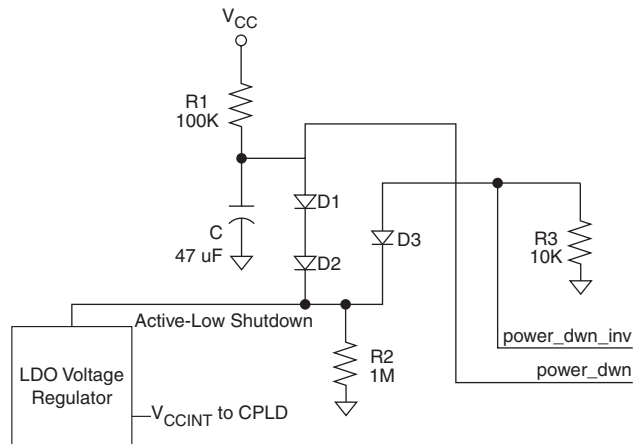 VCC
R1
100K
D1
C
47 uF
D2
D3
R3
10K
Active-Low Shutdown
power_dwn_inv
R2
1M
power_dwn
LDO Voltage
Regulator
VCCINT to CPLD